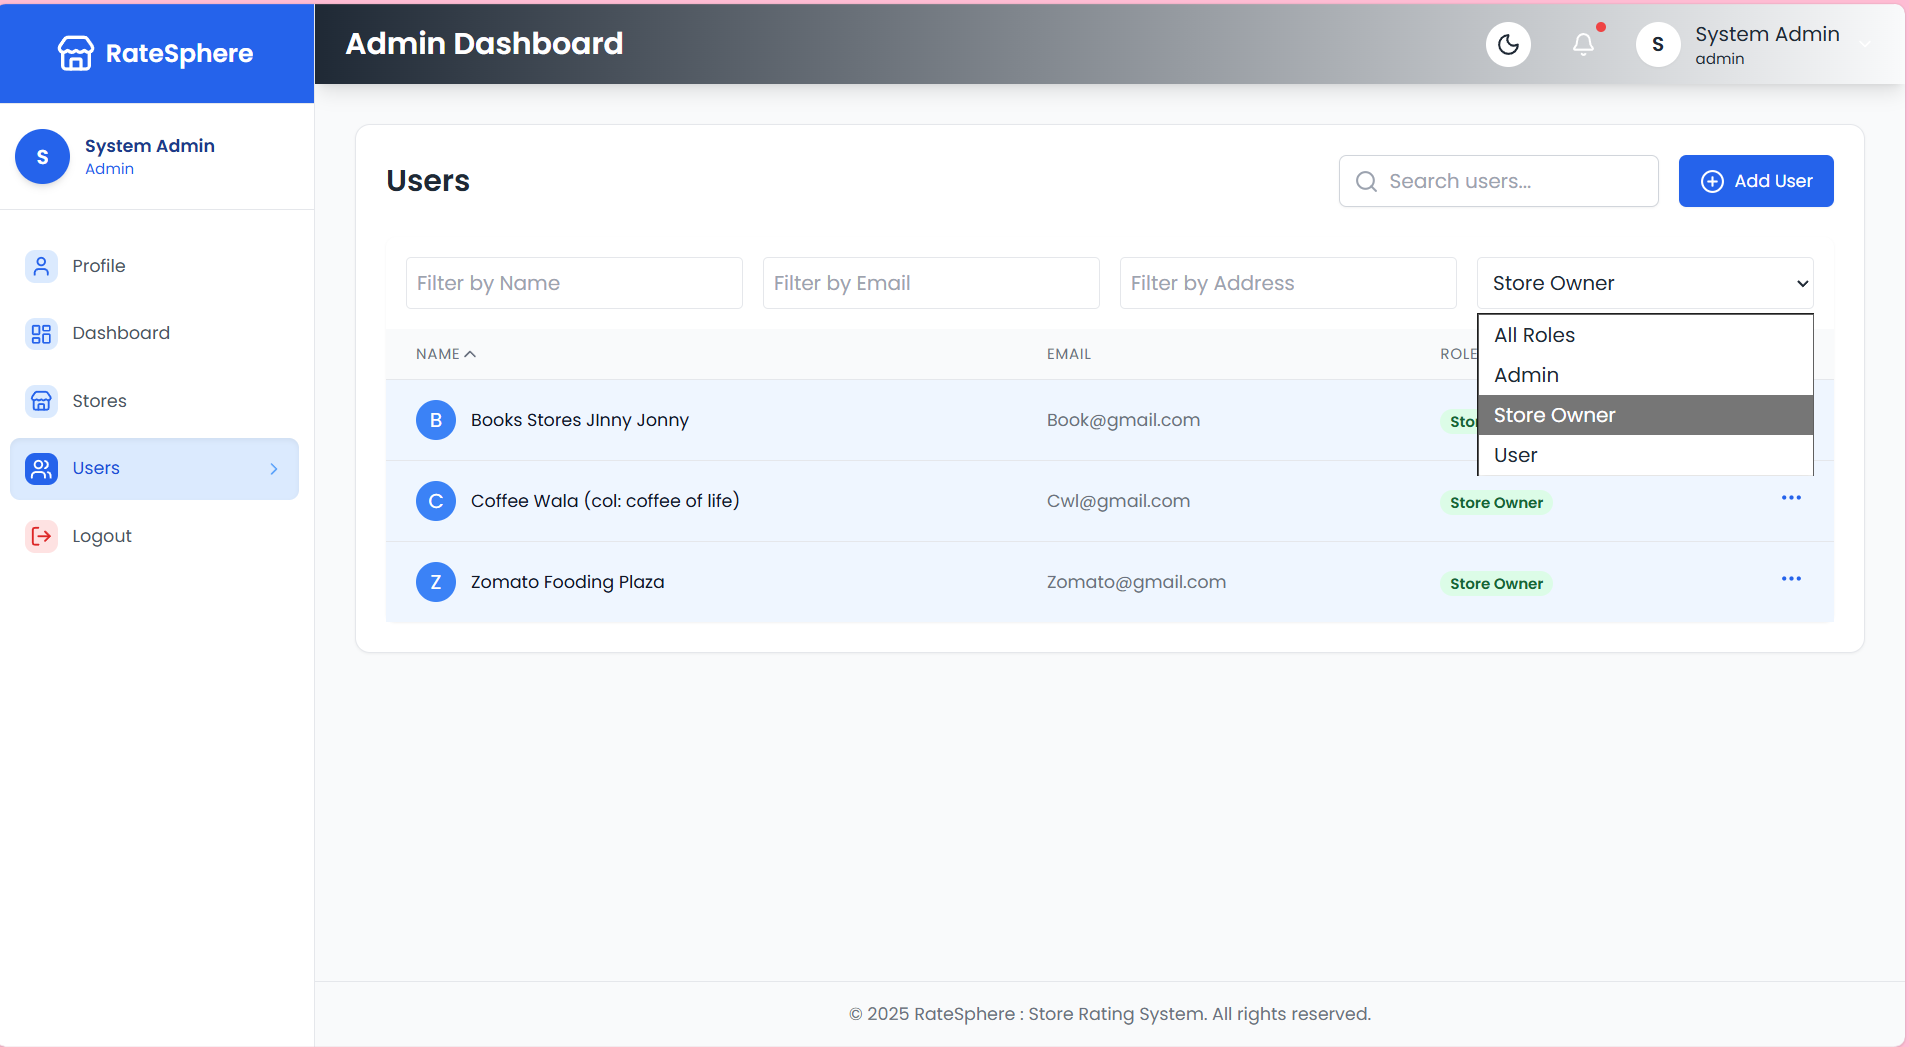 RateSphere
Admin Dashboard
S
System Admin
admin
S
System Admin
Admin
Profile
Dashboard
Stores
Users
Logout
Users
Search users...
Add User
Filter by Name
Filter by Email
Filter by Address
Store Owner
All Roles
Admin
Store Owner
User
NAME
EMAIL
ROLE
B
Books Stores JInny Jonny
Book@gmail.com
Stor
C
Coffee Wala (col: coffee of life)
Cwl@gmail.com
Store Owner
Z
Zomato Fooding Plaza
Zomato@gmail.com
Store Owner
© 2025 RateSphere : Store Rating System. All rights reserved.